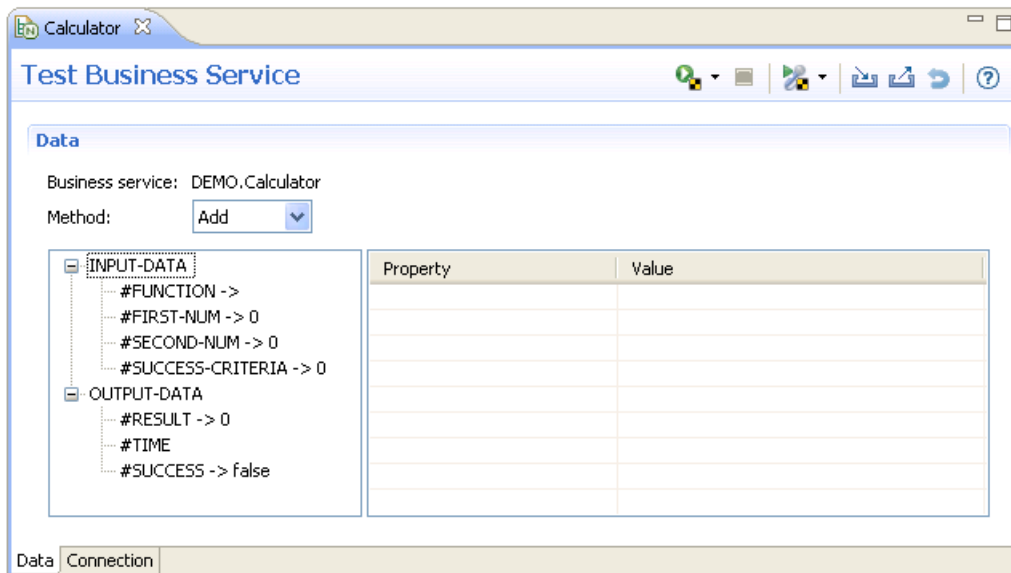 Calculator
Test Business Service
Data
Business service: DEMO.Calculator
Method: Add
Property Value
INPUT-DATA
#FUNCTION ->
#FIRST-NUM -> 0
#SECOND-NUM -> 0
#SUCCESS-CRITERIA -> 0
OUTPUT-DATA
#RESULT -> 0
#TIME
#SUCCESS -> false
Data Connection